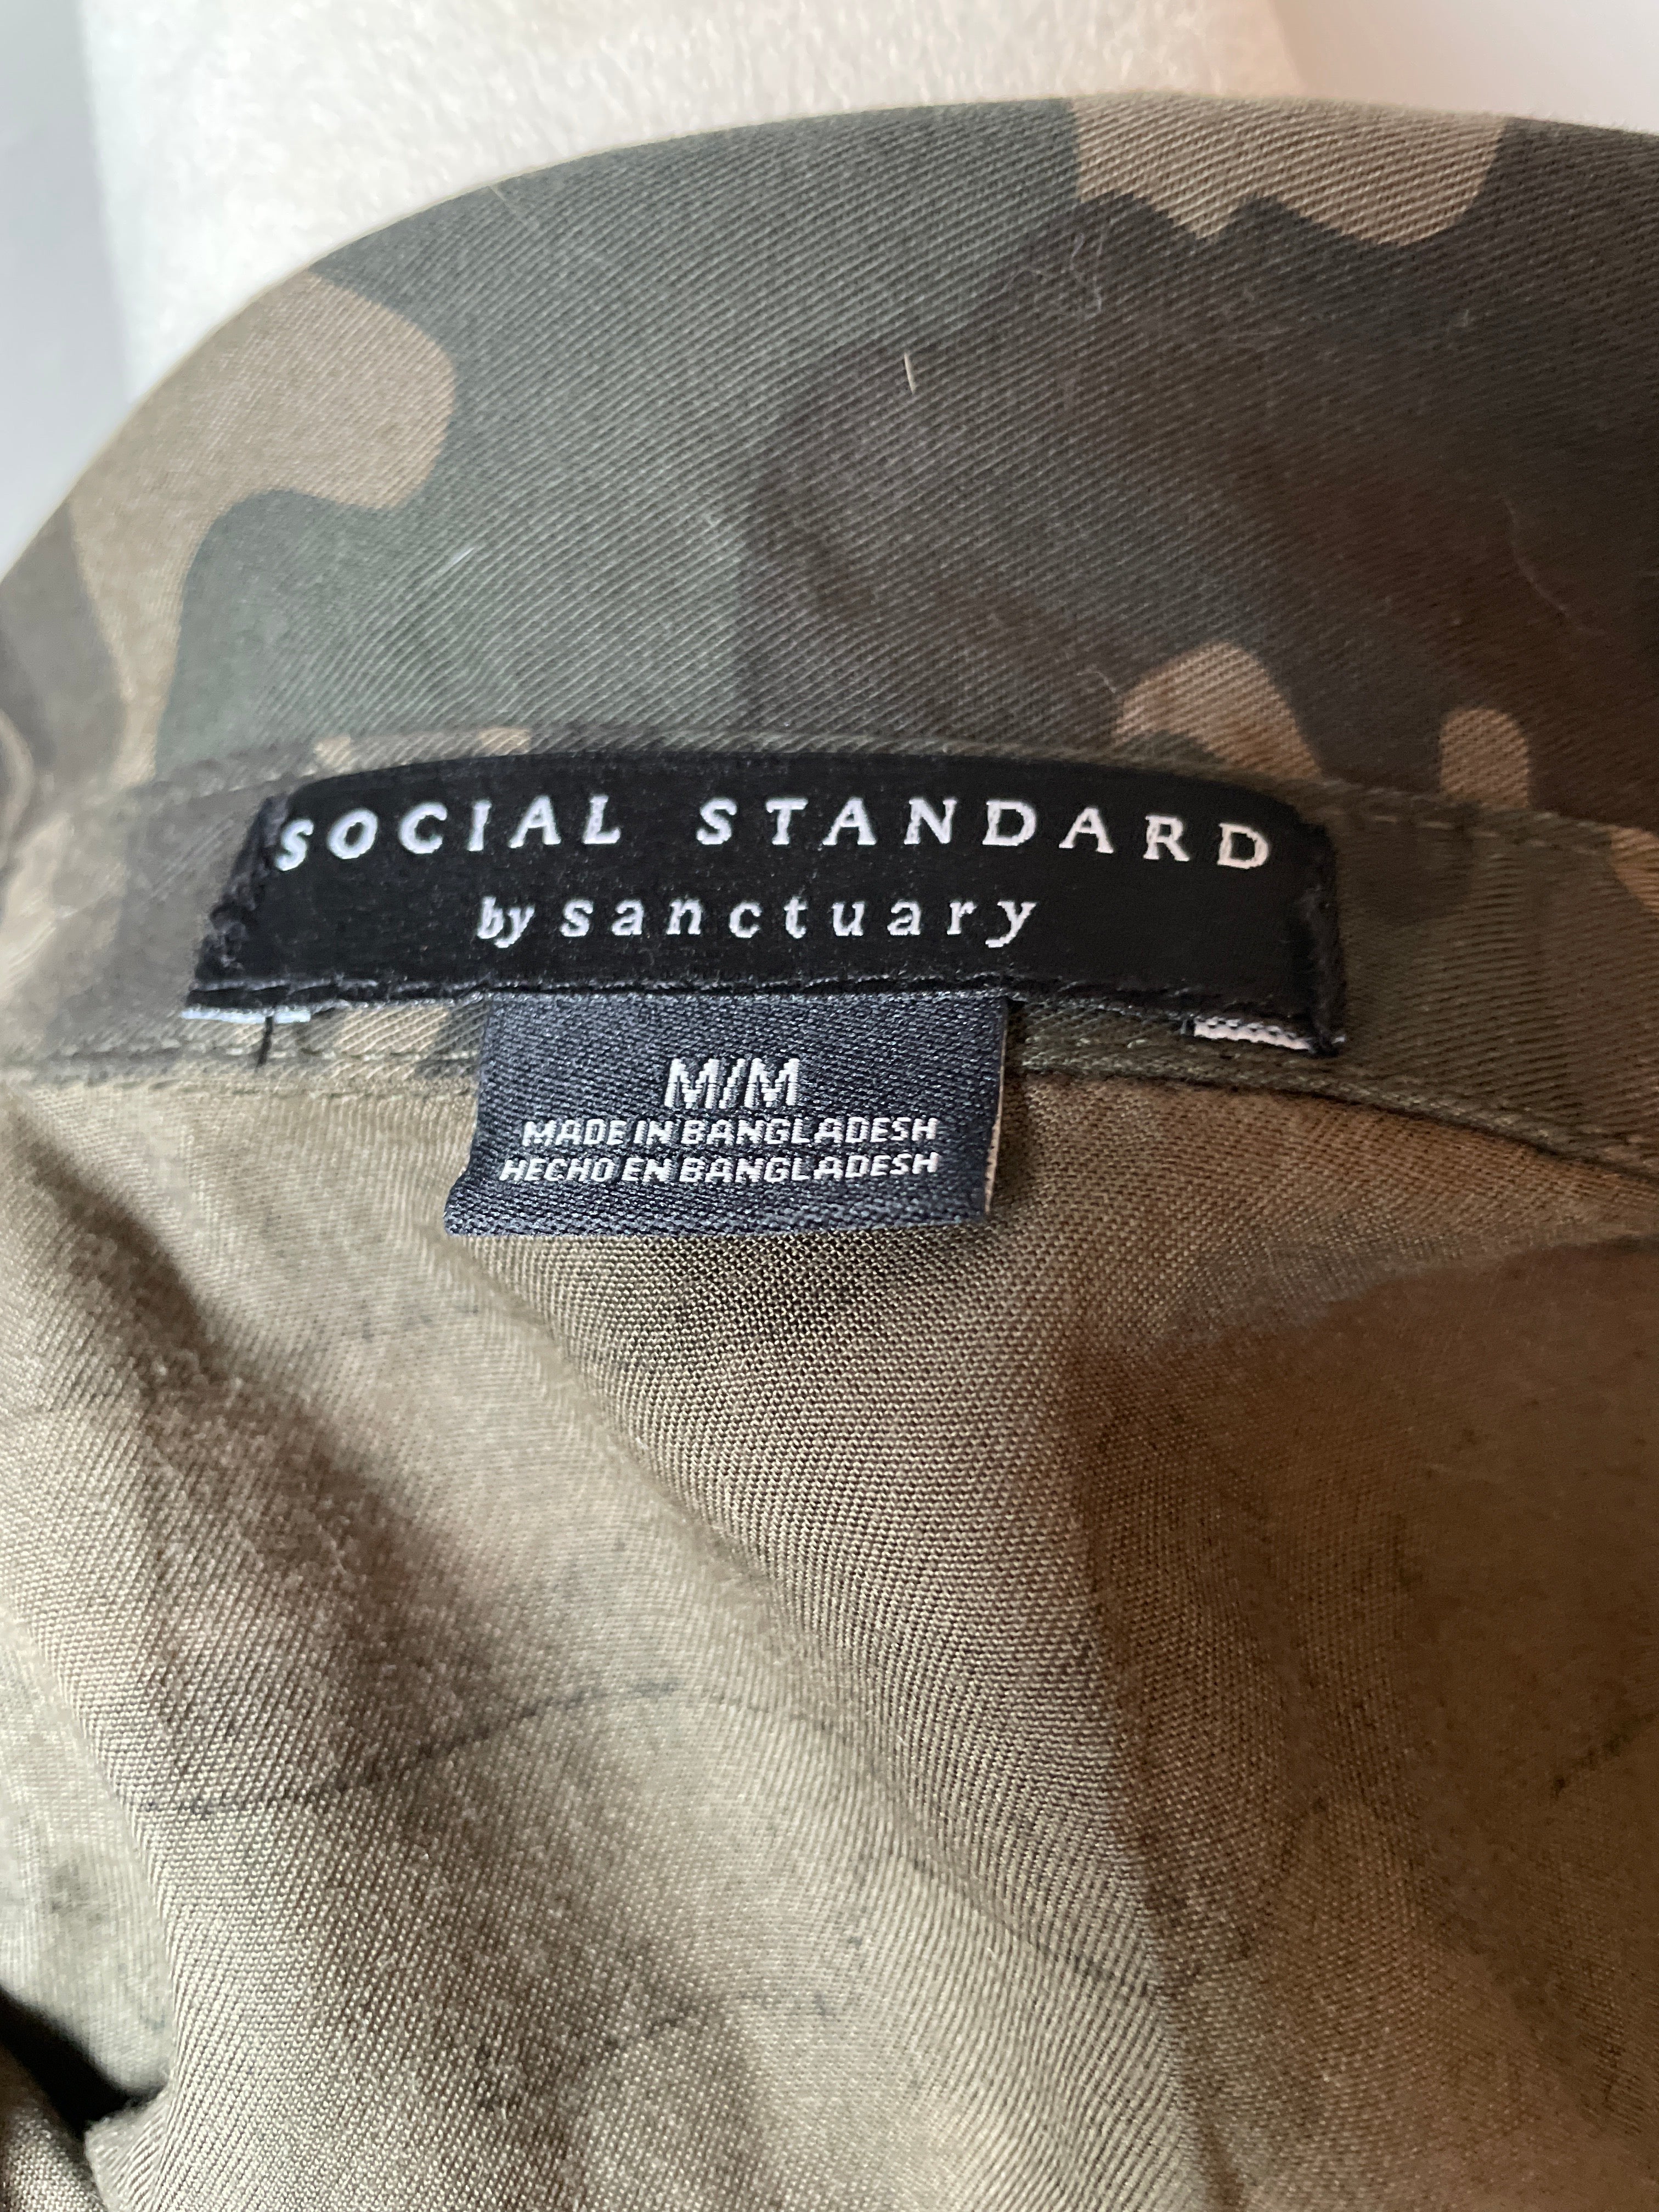 SOCIAL STANDARD
by sanctuary
M/M
MADE IN BANGLADESH
HECHO EN BANGLADESH